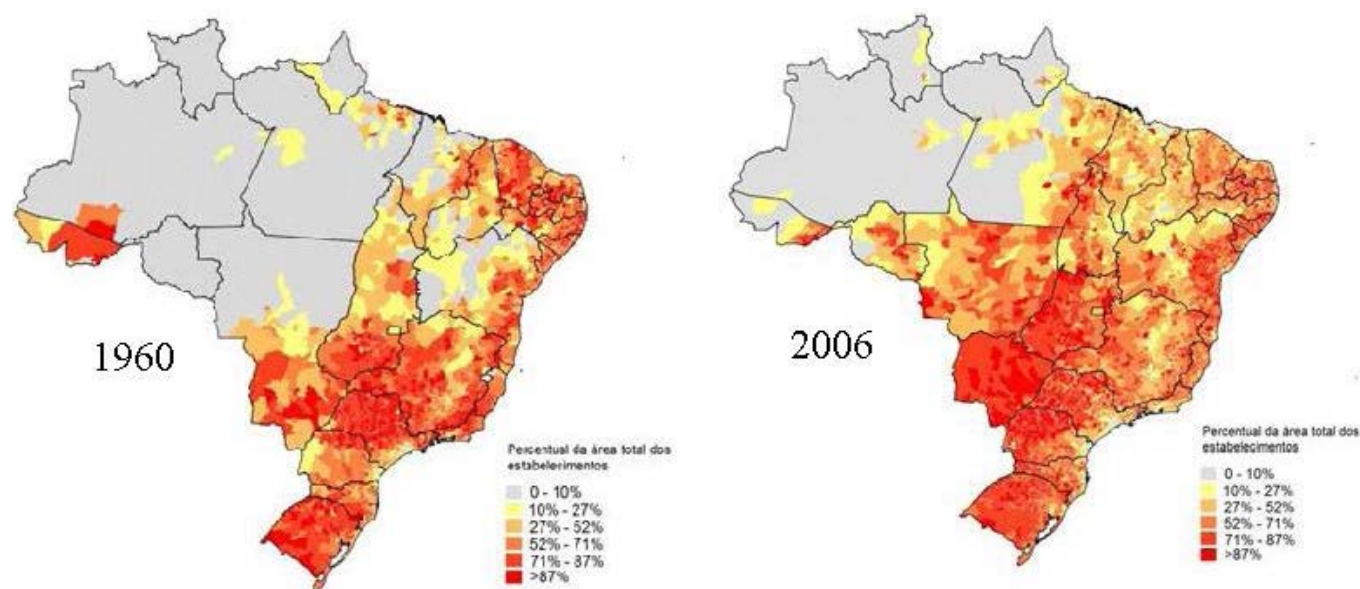 1960
Percentual da área total dos
estabelerimentos
0 - 10%
10% - 27%
27% - 52%
52% - 71%
71% - 87%
>87%
2006
Percentual da área total dos
estabelecimentos
0 - 10%
10% - 27%
27% - 52%
52% - 71%
71% - 87%
>87%